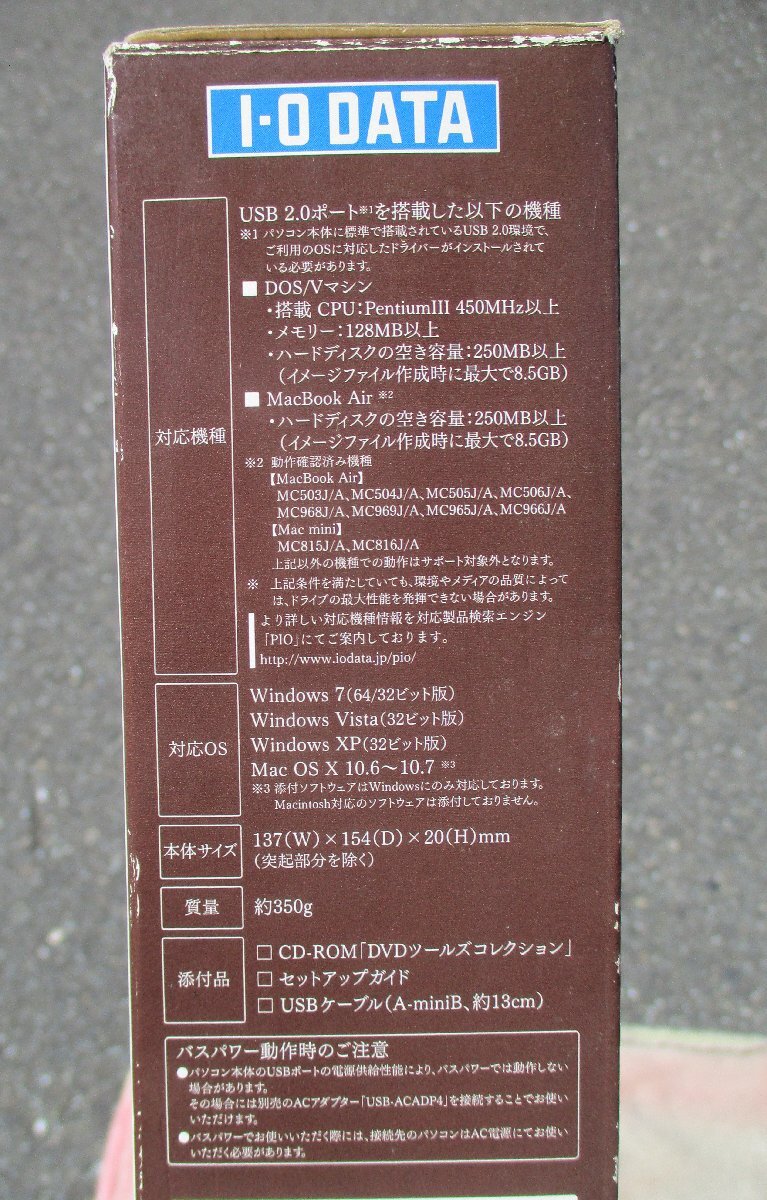 I-O DATA
対応機種
USB 2.0ポート※1を搭載した以下の機種
※1 パソコン本体に標準で搭載されているUSB 2.0環境で、
ご利用のOSに対応したドライバーがインストールされて
いる必要があります。
■ DOS/Vマシン
・搭載 CPU:PentiumIII 450MHz以上
・メモリー:128MB以上
・ハードディスクの空き容量:250MB以上
(イメージファイル作成時に最大で8.5GB)
■ MacBook Air ※2
・ハードディスクの空き容量:250MB以上
(イメージファイル作成時に最大で8.5GB)
※2 動作確認済み機種
【MacBook Air】
MC503J/A、MC504J/A、MC505J/A、MC506J/A、
MC968J/A、MC969J/A、MC965J/A、MC966J/A
【Mac mini】
MC815J/A、MC816J/A
上記以外の機種での動作はサポート対象外となります。
※ 上記条件を満たしていても、環境やメディアの品質によって
は、ドライブの最大性能を発揮できない場合があります。
より詳しい対応機種情報を対応製品検索エンジン
「PIO」にてご案内しております。
http://www.iodata.jp/pio/
対応OS
Windows 7(64/32ビット版)
Windows Vista(32ビット版)
Windows XP(32ビット版)
Mac OS X 10.6〜10.7 ※3
※3 添付ソフトウェアはWindowsにのみ対応しております。
Macintosh対応のソフトウェアは添付しておりません。
本体サイズ
137(W)×154(D)×20(H)mm
(突起部分を除く)
質量
約350g
添付品
□ CD-ROM「DVDツールズコレクション」
□ セットアップガイド
□ USBケーブル(A-miniB、約13cm)
バスパワー動作時のご注意
●パソコン本体のUSBポートの電源供給性能により、バスパワーでは動作しない
場合があります。
その場合には別売のACアダプター「USB-ACADP4」を接続することでお使い
いただけます。
●バスパワーでお使いいただく際には、接続先のパソコンはAC電源にてお使い
いただく必要があります。